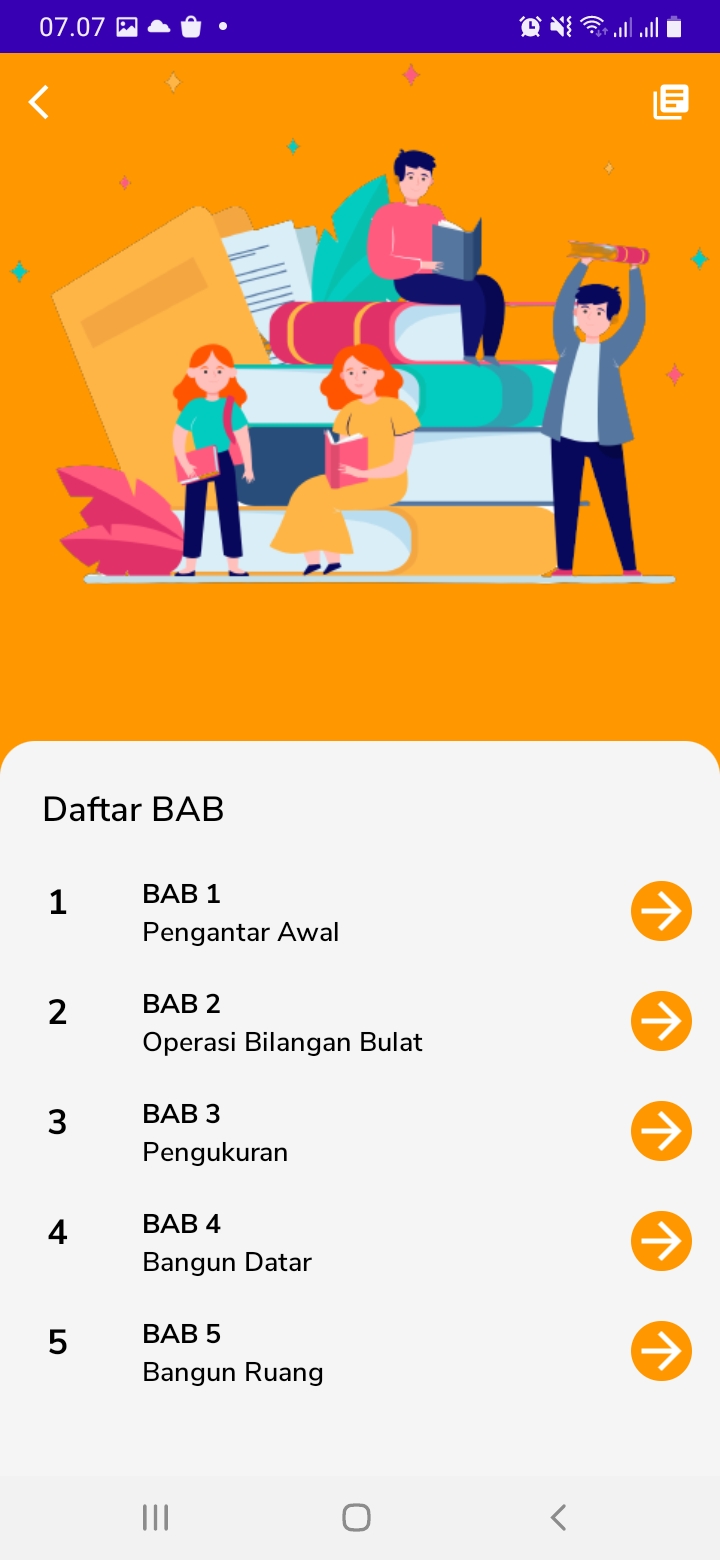 07.07
Daftar BAB
1
BAB 1
Pengantar Awal
2
BAB 2
Operasi Bilangan Bulat
3
BAB 3
Pengukuran
4
BAB 4
Bangun Datar
5
BAB 5
Bangun Ruang